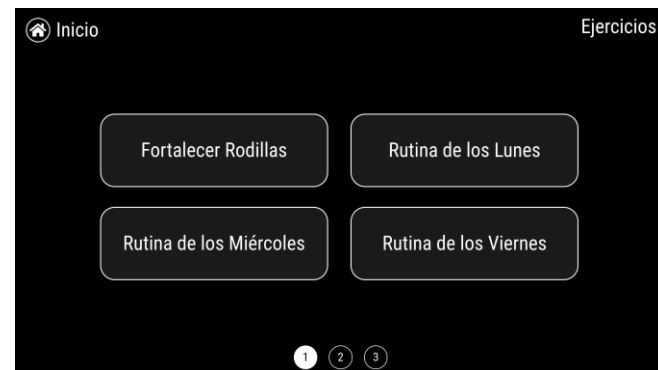 Inicio
Ejercicios
Fortalecer Rodillas
Rutina de los Lunes
Rutina de los Miércoles
Rutina de los Viernes
1
2
3